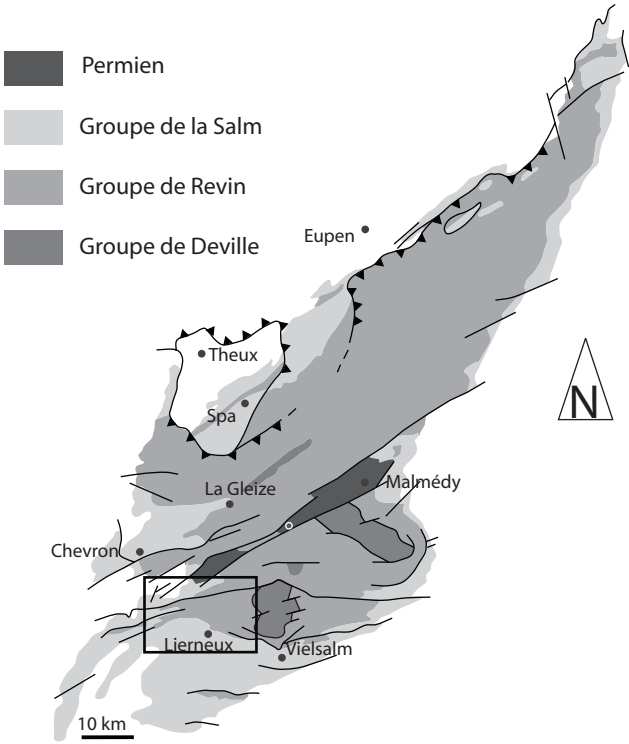 Permien
Groupe de la Salm
Groupe de Revin
Groupe de Deville
Eupen
Theux
Spa
N
La Gleize
Malmédy
Chevron
Lierneux
Vielsalm
10 km